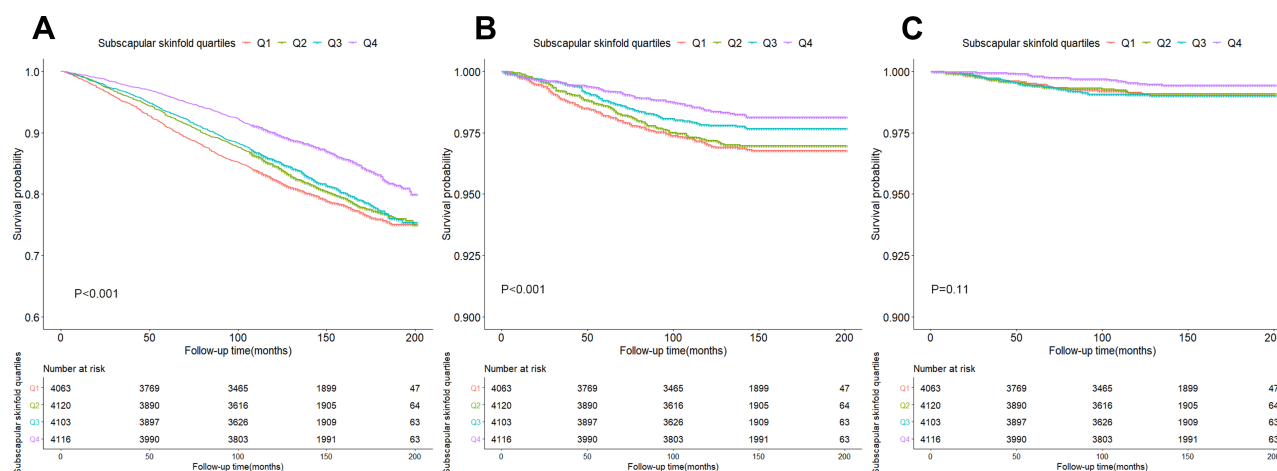 A
Subscapular skinfold quartiles Q1 Q2 Q3 Q4
1.0
0.9
0.8
0.7
0.6
Survival probability
P<0.001
0 50 100 150 200
Follow-up time(months)
Number at risk
Subscapular skinfold quartiles
Q1 4063 3769 3465 1899 47
Q2 4120 3890 3616 1905 64
Q3 4103 3897 3626 1909 63
Q4 4116 3990 3803 1991 63
0 50 100 150 200
Follow-up time(months)
B
Subscapular skinfold quartiles Q1 Q2 Q3 Q4
1.000
0.975
0.950
0.925
0.900
Survival probability
P<0.001
0 50 100 150 200
Follow-up time(months)
Number at risk
Subscapular skinfold quartiles
Q1 4063 3769 3465 1899 47
Q2 4120 3890 3616 1905 64
Q3 4103 3897 3626 1909 63
Q4 4116 3990 3803 1991 63
0 50 100 150 200
Follow-up time(months)
C
Subscapular skinfold quartiles Q1 Q2 Q3 Q4
1.000
0.975
0.950
0.925
0.900
Survival probability
P=0.11
0 50 100 150 200
Follow-up time(months)
Number at risk
Subscapular skinfold quartiles
Q1 4063 3769 3465 1899 47
Q2 4120 3890 3616 1905 64
Q3 4103 3897 3626 1909 63
Q4 4116 3990 3803 1991 63
0 50 100 150 200
Follow-up time(months)